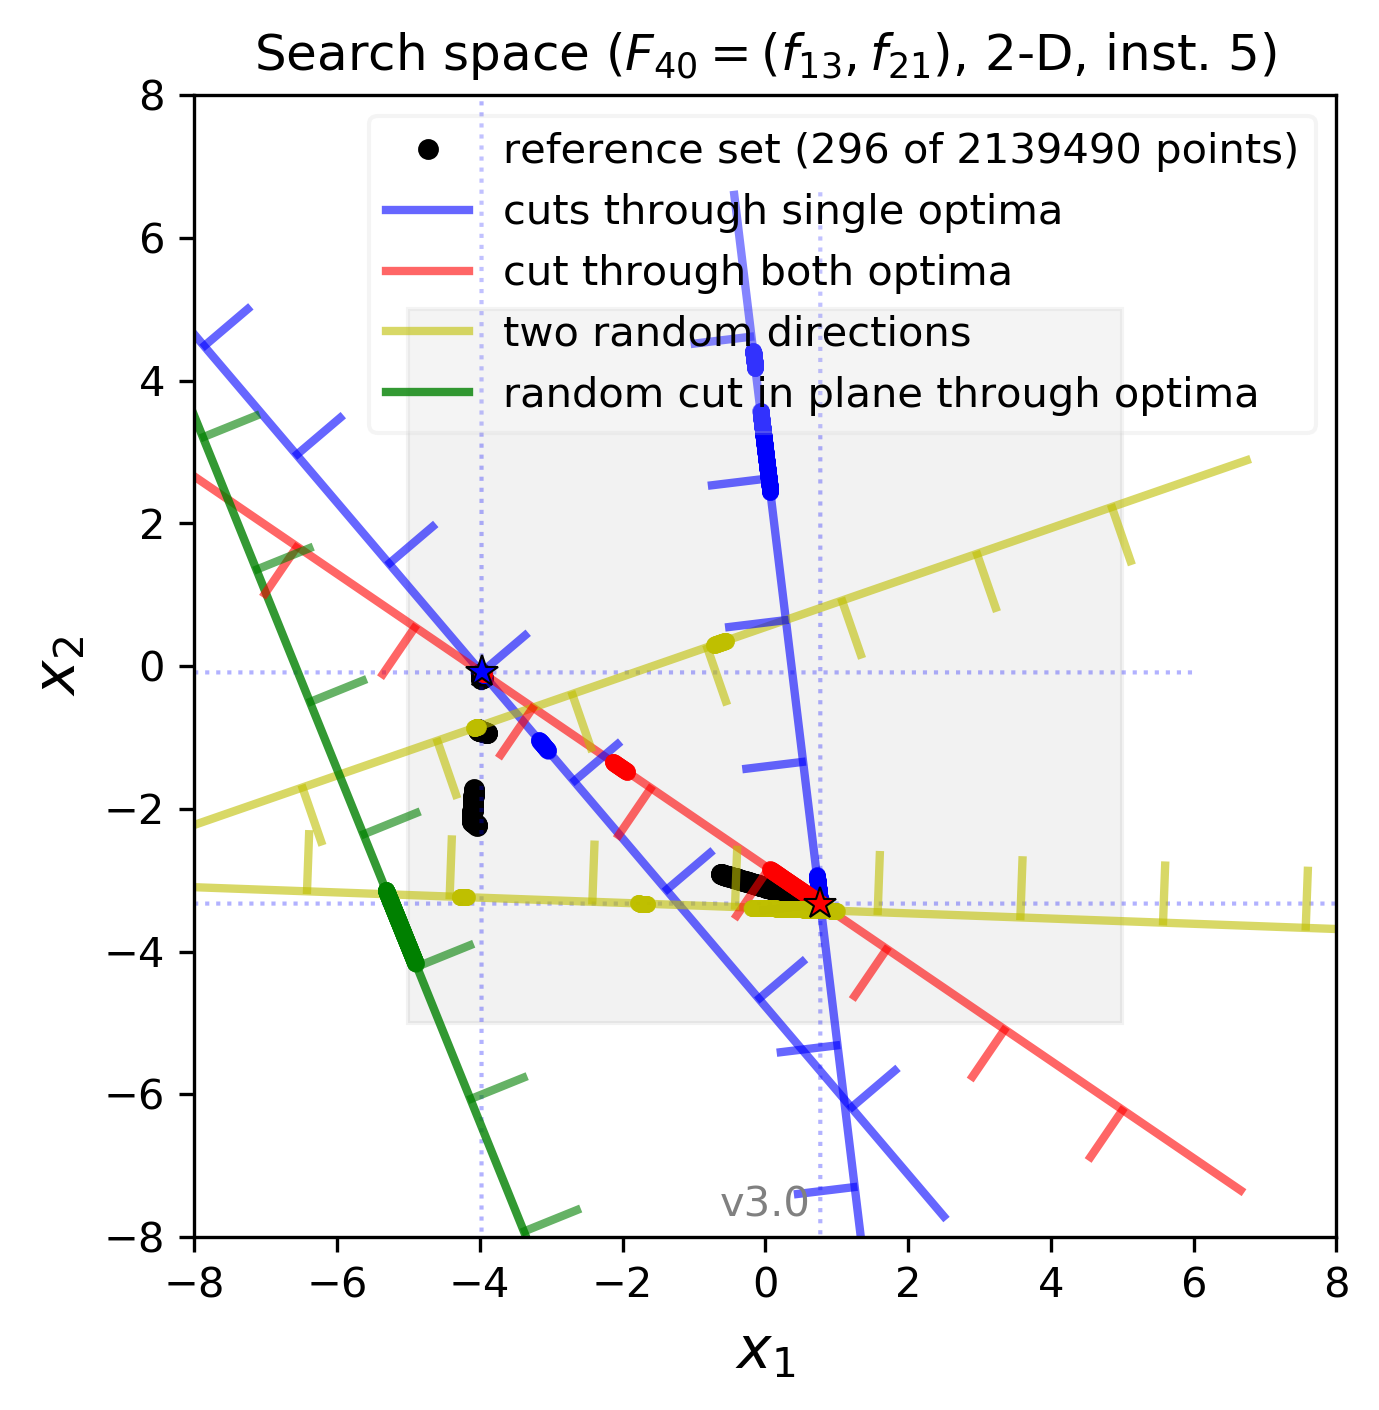 Search space (F40 = (f13, f21), 2-D, inst. 5)
reference set (296 of 2139490 points)
cuts through single optima
cut through both optima
two random directions
random cut in plane through optima
8
6
4
2
0
−2
−4
−6
−8
x2
v3.0
−8 −6 −4 −2 0 2 4 6 8
x1